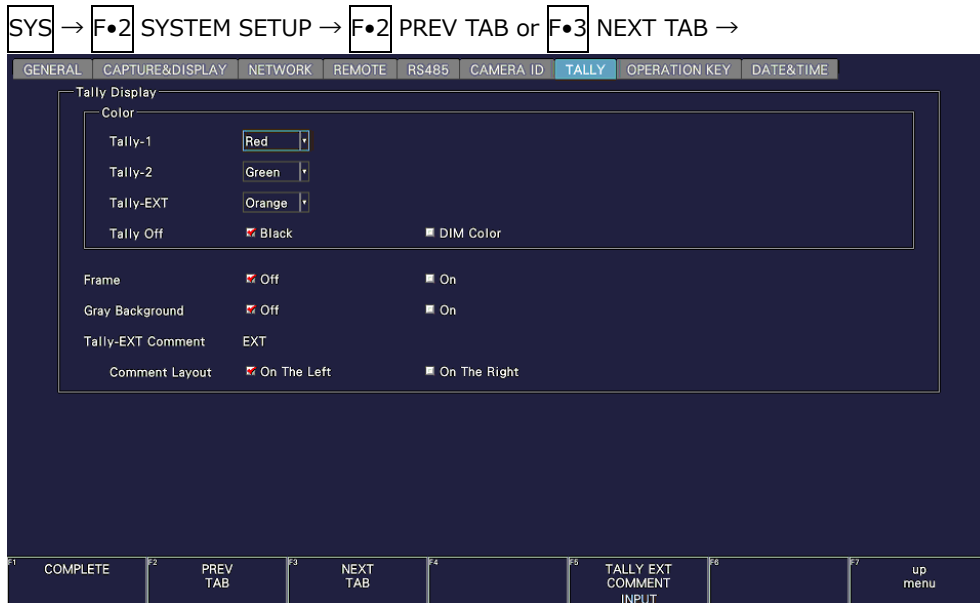 SYS → F•2 SYSTEM SETUP → F•2 PREV TAB or F•3 NEXT TAB →
GENERAL CAPTURE&DISPLAY NETWORK REMOTE RS485 CAMERA ID TALLY OPERATION KEY DATE&TIME
Tally Display
Color
Tally-1 Red
Tally-2 Green
Tally-EXT Orange
Tally Off Black DIM Color
Frame Off On
Gray Background Off On
Tally-EXT Comment EXT
Comment Layout On The Left On The Right
F1 COMPLETE F2 PREV TAB F3 NEXT TAB F4 F5 TALLY EXT COMMENT INPUT F6 F7 up menu